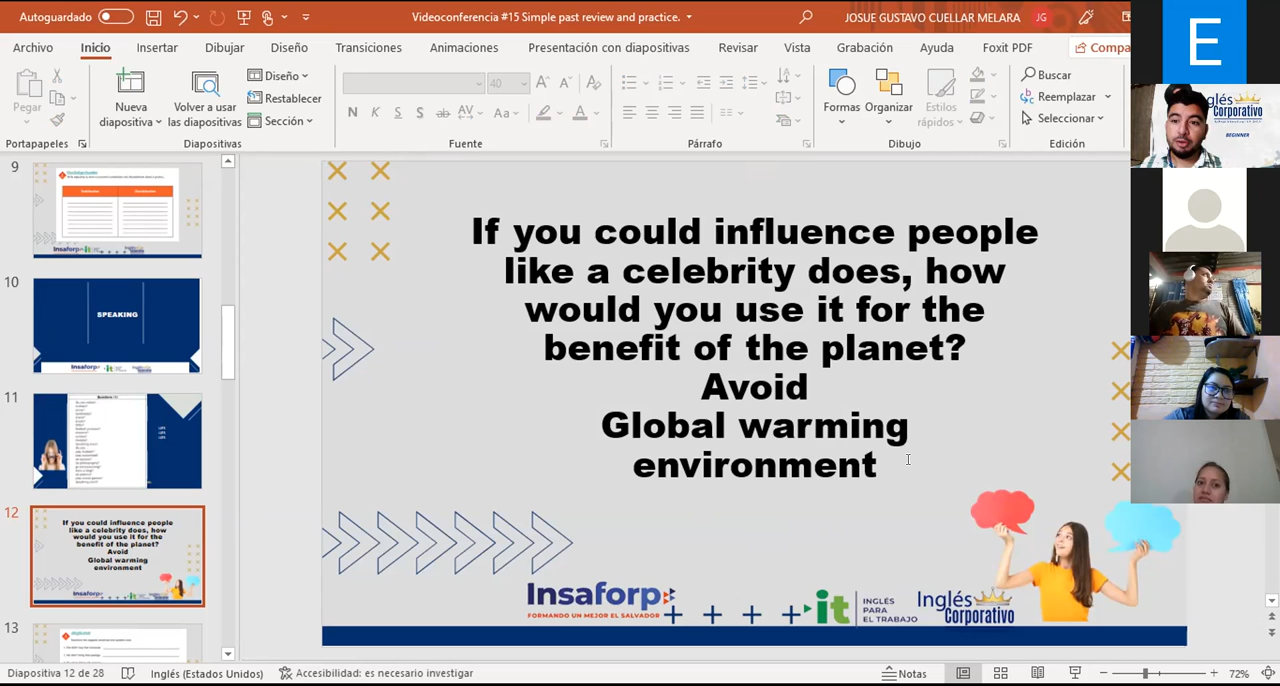 Autoguardado
Videoconferencia #15 Simple past review and practice.
JOSUE GUSTAVO CUELLAR MELARA
JG
Archivo
Inicio
Insertar
Dibujar
Diseño
Transiciones
Animaciones
Presentación con diapositivas
Revisar
Vista
Grabación
Ayuda
Foxit PDF
Compa
Pegar
Nueva
diapositiva
Volver a usar
las diapositivas
Diseño
Restablecer
Sección
40
N
K
S
S
ab
AV
Aa
A
Formas
Organizar
Estilos
rápidos
Buscar
Reemplazar
Seleccionar
Portapapeles
Diapositivas
Fuente
Párrafo
Dibujo
Edición
E
Inglés
Corporativo
BEGINNER
9
Insaforp
10
SPEAKING
Insaforp
11
12
If you could influence people
like a celebrity does, how
would you use it for the
benefit of the planet?
Avoid
Global warming
environment
13
If you could influence people
like a celebrity does, how
would you use it for the
benefit of the planet?
Avoid
Global warming
environment
Insaforp
FORMANDO UN MEJOR EL SALVADOR
it
INGLÉS
PARA
EL TRABAJO
Inglés
Corporativo
Diapositiva 12 de 28
Inglés (Estados Unidos)
Accesibilidad: es necesario investigar
Notas
72%